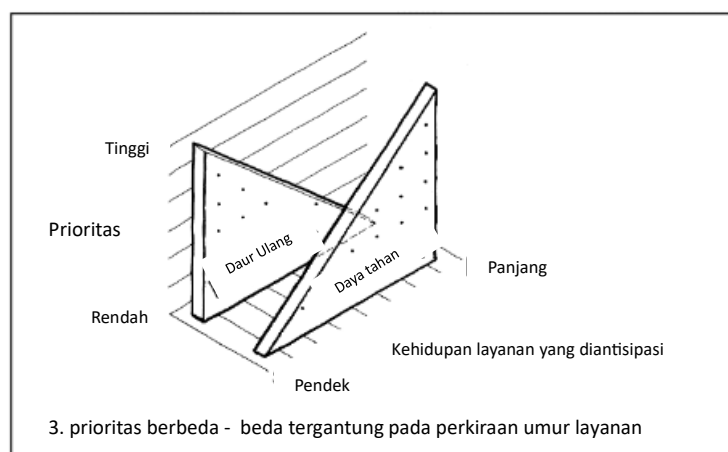 Tinggi
Prioritas
Daur Ulang
Daya tahan
Panjang
Rendah
Kehidupan layanan yang diantisipasi
Pendek
3. prioritas berbeda - beda tergantung pada perkiraan umur layanan